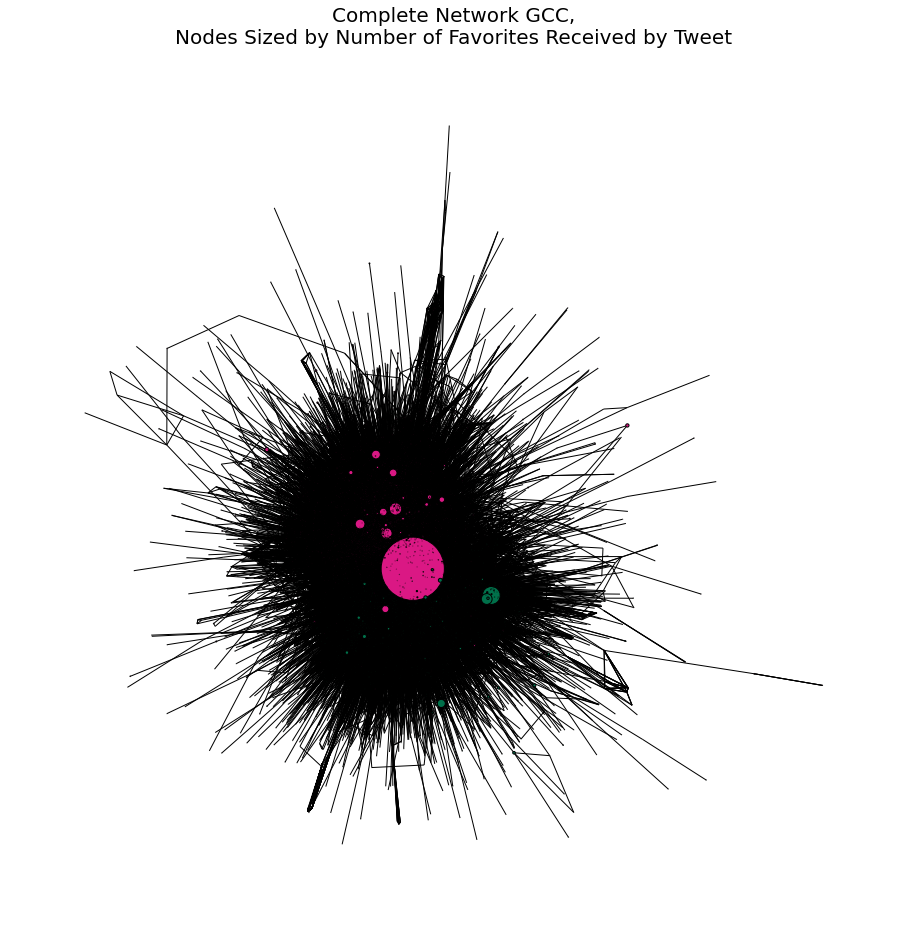 Complete Network GCC,
Nodes Sized by Number of Favorites Received by Tweet